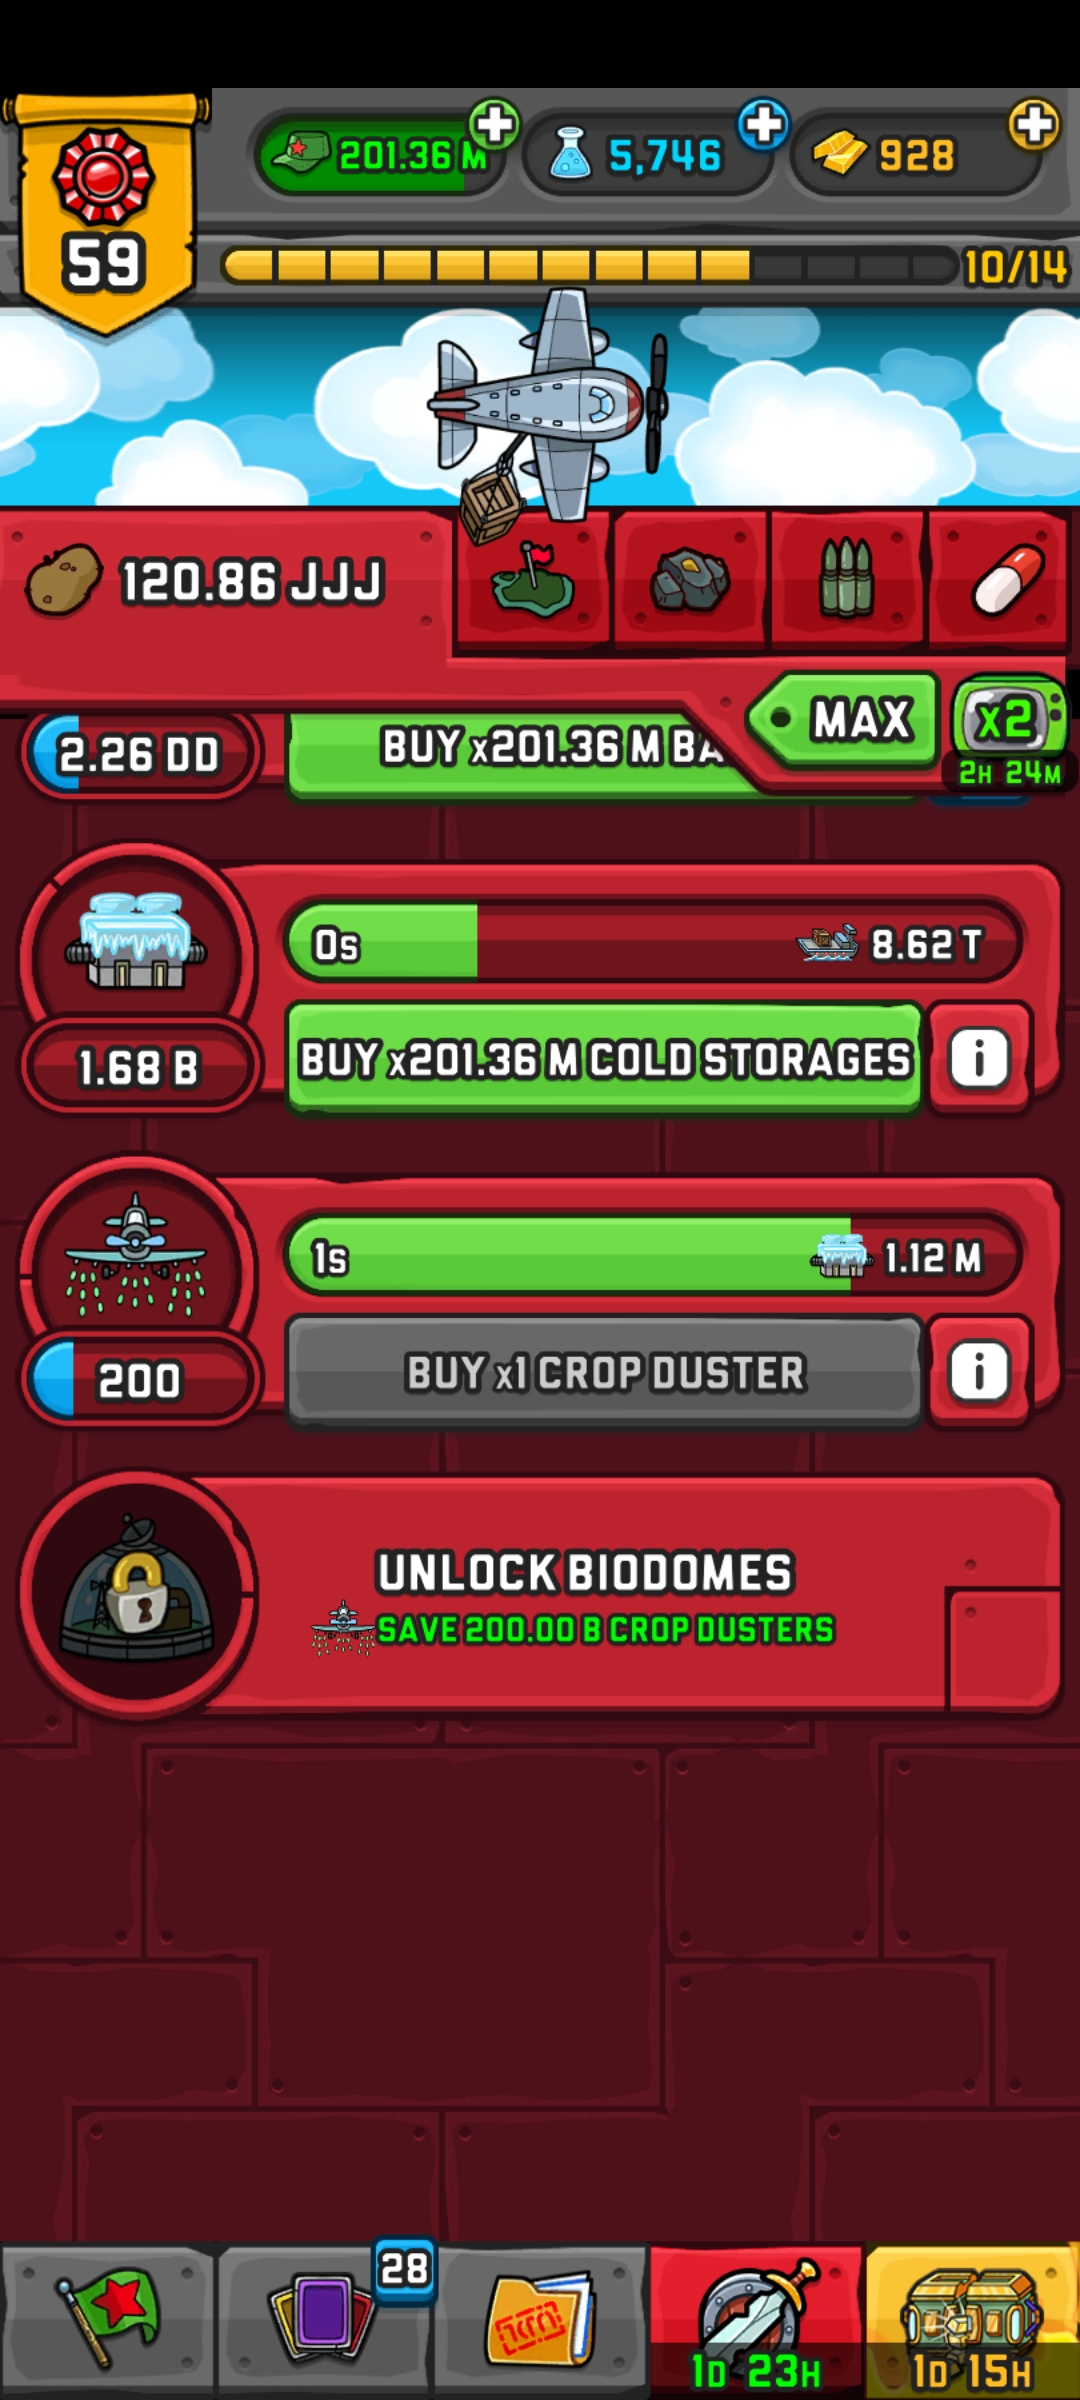 201.36 M
5,746
928
59
10/14
120.86 JJJ
MAX
x2
2H 24M
2.26 DD
BUY x201.36 M BA
0s
8.62 T
1.68 B
BUY x201.36 M COLD STORAGES
i
1s
1.12 M
200
BUY x1 CROP DUSTER
i
UNLOCK BIODOMES
SAVE 200.00 B CROP DUSTERS
28
1D 23H
1D 15H